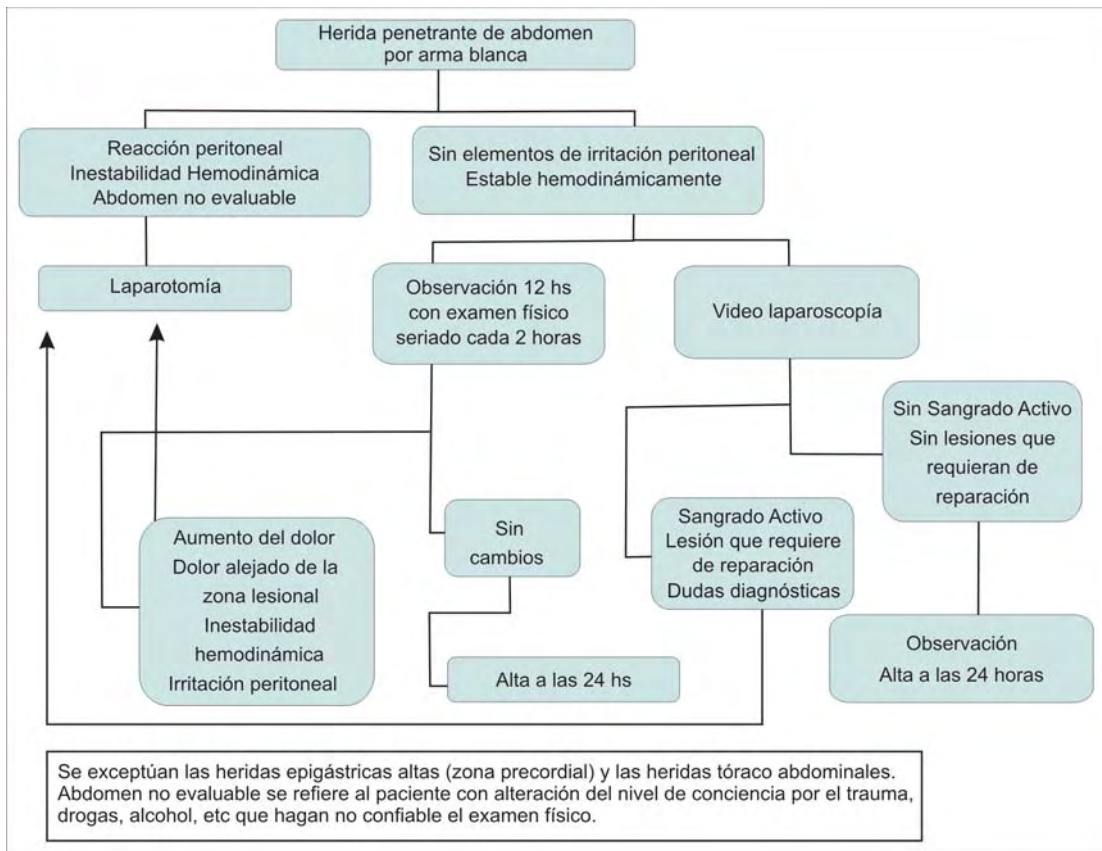 Herida penetrante de abdomen
por arma blanca
Reacción peritoneal
Inestabilidad Hemodinámica
Abdomen no evaluable
Sin elementos de irritación peritoneal
Estable hemodinámicamente
Laparotomía
Observación 12 hs
con examen físico
seriado cada 2 horas
Video laparoscopía
Sin Sangrado Activo
Sin lesiones que
requieran de
reparación
Aumento del dolor
Dolor alejado de la
zona lesional
Inestabilidad
hemodinámica
Irritación peritoneal
Sin
cambios
Sangrado Activo
Lesión que requiere
de reparación
Dudas diagnósticas
Alta a las 24 hs
Observación
Alta a las 24 horas
Se exceptúan las heridas epigástricas altas (zona precordial) y las heridas tóraco abdominales.
Abdomen no evaluable se refiere al paciente con alteración del nivel de conciencia por el trauma,
drogas, alcohol, etc que hagan no confiable el examen físico.